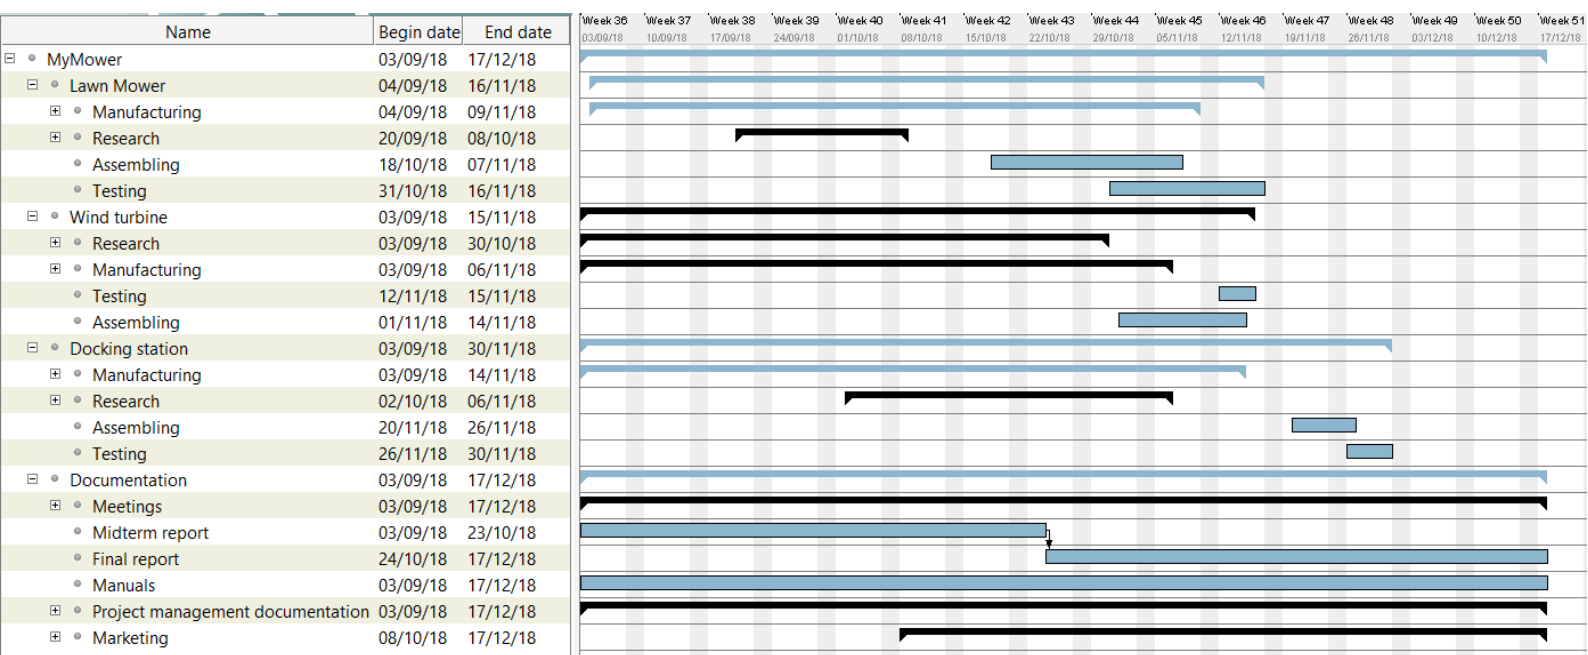 Name Begin date End date Week 36 Week 37 Week 38 Week 39 Week 40 Week 41 Week 42 Week 43 Week 44 Week 45 Week 46 Week 47 Week 48 Week 49 Week 50 Week 51
03/09/18 10/09/18 17/09/18 24/09/18 01/10/18 08/10/18 15/10/18 22/10/18 29/10/18 05/11/18 12/11/18 19/11/18 26/11/18 03/12/18 10/12/18 17/12/18
MyMower 03/09/18 17/12/18
Lawn Mower 04/09/18 16/11/18
Manufacturing 04/09/18 09/11/18
Research 20/09/18 08/10/18
Assembling 18/10/18 07/11/18
Testing 31/10/18 16/11/18
Wind turbine 03/09/18 15/11/18
Research 03/09/18 30/10/18
Manufacturing 03/09/18 06/11/18
Testing 12/11/18 15/11/18
Assembling 01/11/18 14/11/18
Docking station 03/09/18 30/11/18
Manufacturing 03/09/18 14/11/18
Research 02/10/18 06/11/18
Assembling 20/11/18 26/11/18
Testing 26/11/18 30/11/18
Documentation 03/09/18 17/12/18
Meetings 03/09/18 17/12/18
Midterm report 03/09/18 23/10/18
Final report 24/10/18 17/12/18
Manuals 03/09/18 17/12/18
Project management documentation 03/09/18 17/12/18
Marketing 08/10/18 17/12/18